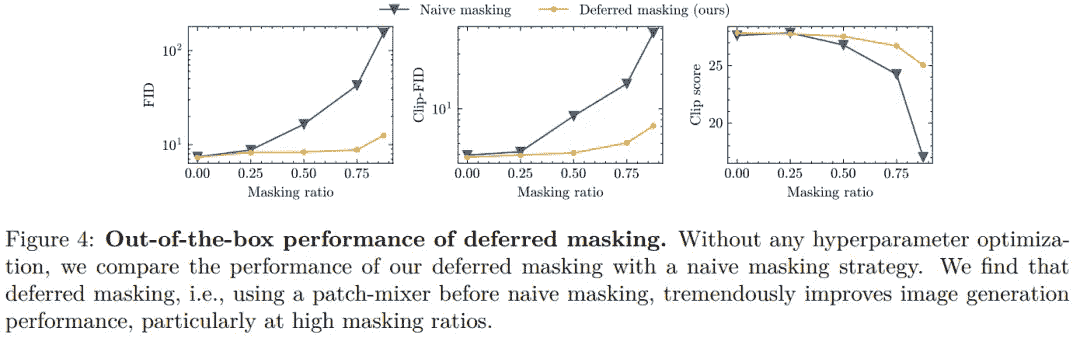 Naive masking Deferred masking (ours)
10²
10¹
FID
0.00 0.25 0.50 0.75
Masking ratio
10¹
Clip-FID
0.00 0.25 0.50 0.75
Masking ratio
25
20
Clip score
0.00 0.25 0.50 0.75
Masking ratio
Figure 4: Out-of-the-box performance of deferred masking. Without any hyperparameter optimiza-
tion, we compare the performance of our deferred masking with a naive masking strategy. We find that
deferred masking, i.e., using a patch-mixer before naive masking, tremendously improves image generation
performance, particularly at high masking ratios.